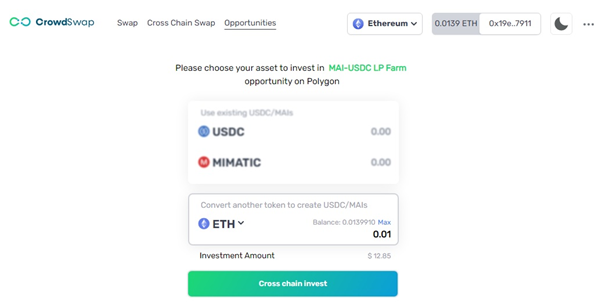 CrowdSwap Swap Cross Chain Swap Opportunities Ethereum 0.0139 ETH 0x19e..7911
Please choose your asset to invest in MAI-USDC LP Farm
opportunity on Polygon
Use existing USDC/MAIs
USDC 0.00
MIMATIC 0.00
Convert another token to create USDC/MAIs
ETH Balance: 0.0139910 Max
0.01
Investment Amount $ 12.85
Cross chain invest